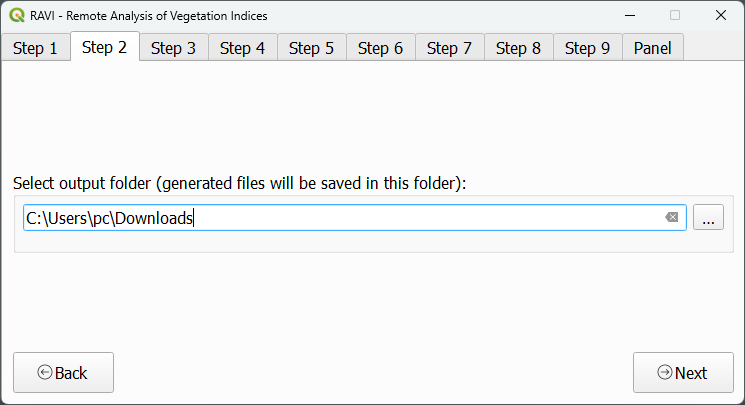 RAVI - Remote Analysis of Vegetation Indices
Step 1 Step 2 Step 3 Step 4 Step 5 Step 6 Step 7 Step 8 Step 9 Panel
Select output folder (generated files will be saved in this folder):
C:\Users\pc\Downloads ...
Back Next